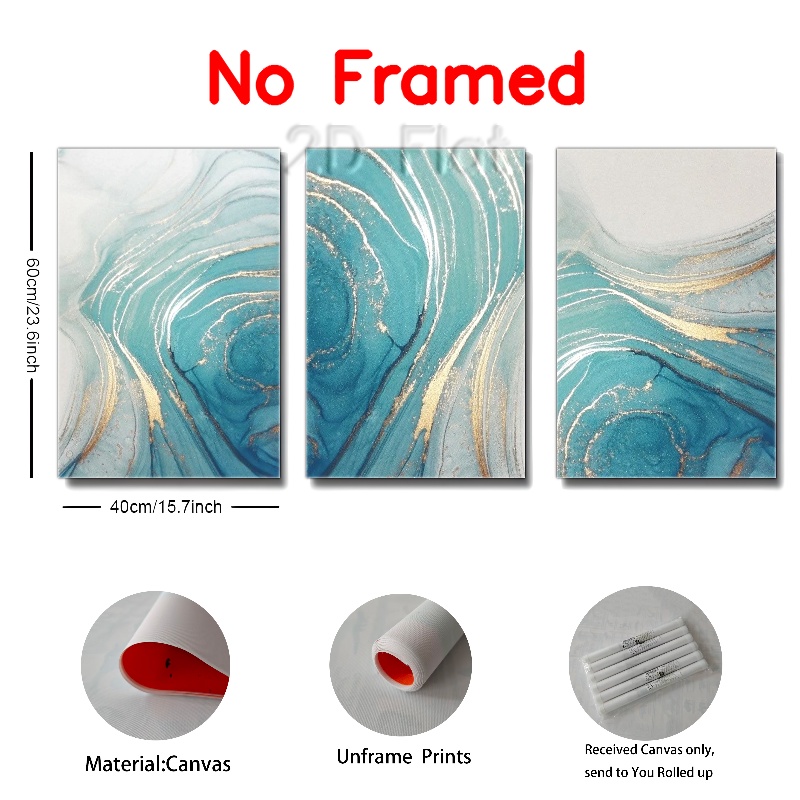 No Framed
2D Flat
60cm/23.6inch
40cm/15.7inch
Material:Canvas
Unframe Prints
Received Canvas only,
send to You Rolled up